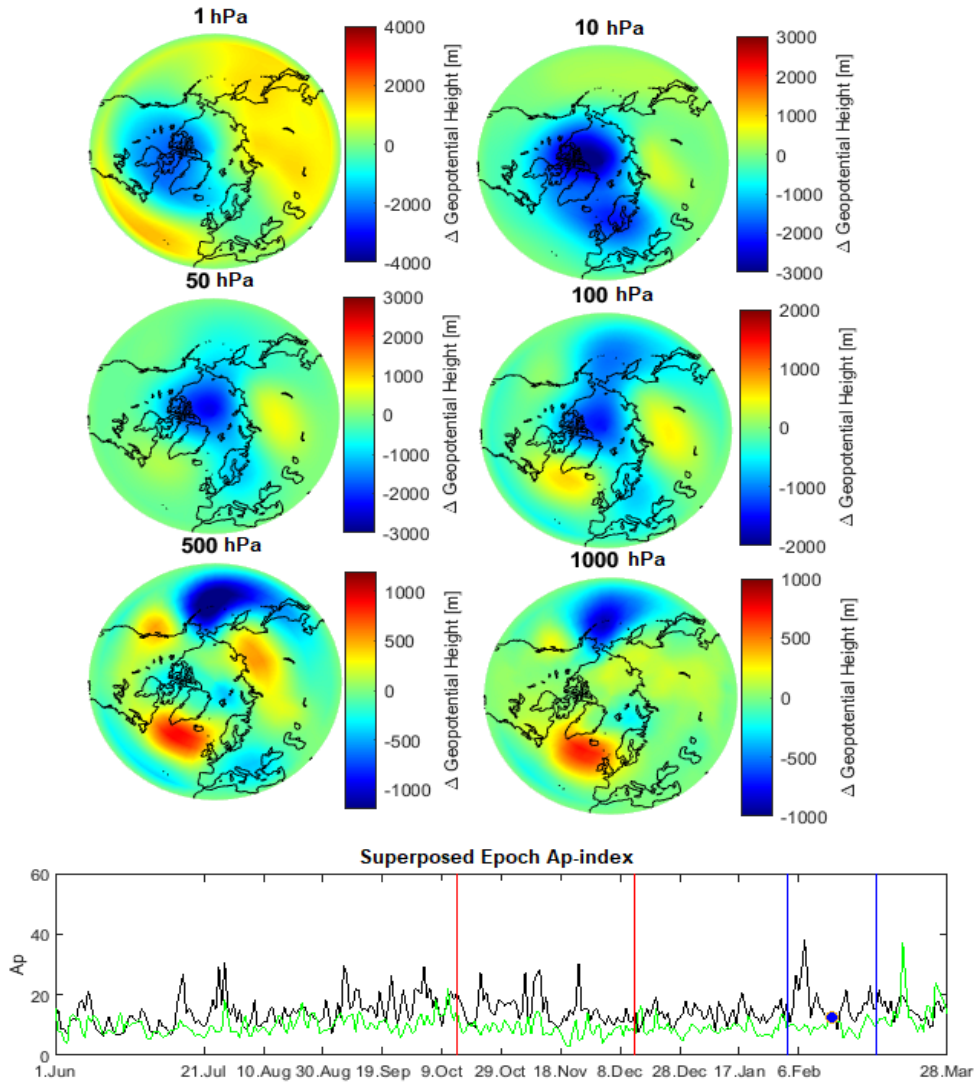 1 hPa
4000
2000
0
-2000
-4000
Δ Geopotential Height [m]
10 hPa
3000
2000
1000
0
-1000
-2000
-3000
Δ Geopotential Height [m]
50 hPa
3000
2000
1000
0
-1000
-2000
-3000
Δ Geopotential Height [m]
100 hPa
2000
1000
0
-1000
-2000
Δ Geopotential Height [m]
500 hPa
1000
500
0
-500
-1000
Δ Geopotential Height [m]
1000 hPa
1000
500
0
-500
-1000
Δ Geopotential Height [m]
Superposed Epoch Ap-index
60
40
20
0
Ap
1.Jun 21.Jul 10.Aug 30.Aug 19.Sep 9.Oct 29.Oct 18.Nov 8.Dec 28.Dec 17.Jan 6.Feb 28.Mar